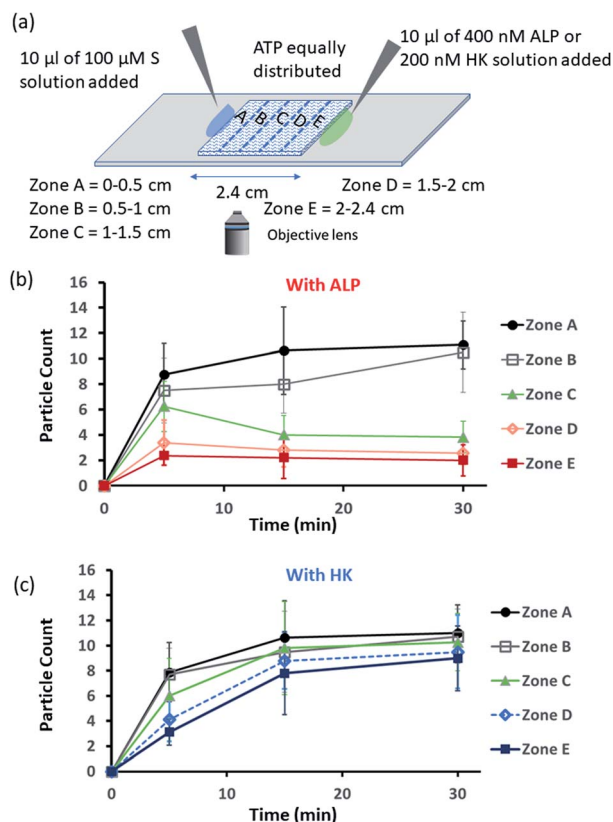 (a)
10 µl of 100 µM S
solution added
ATP equally
distributed
10 µl of 400 nM ALP or
200 nM HK solution added
A B C D E
Zone A = 0-0.5 cm
Zone B = 0.5-1 cm
Zone C = 1-1.5 cm
2.4 cm
Zone D = 1.5-2 cm
Zone E = 2-2.4 cm
Objective lens
(b)
With ALP
Particle Count
16
14
12
10
8
6
4
2
0
0 10 20 30
Time (min)
Zone A
Zone B
Zone C
Zone D
Zone E
(c)
With HK
Particle Count
16
14
12
10
8
6
4
2
0
0 10 20 30
Time (min)
Zone A
Zone B
Zone C
Zone D
Zone E